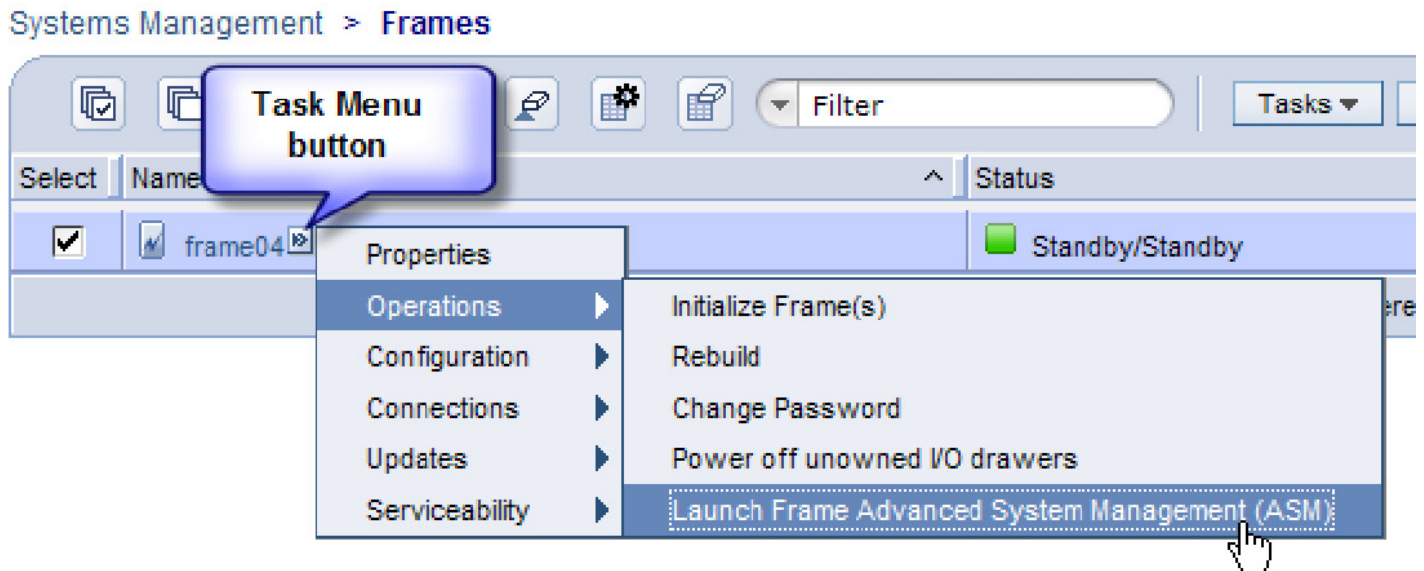 Systems Management > Frames
Task Menu
button
Filter
Tasks
Select
Name
Status
frame04
Standby/Standby
Properties
Operations
Configuration
Connections
Updates
Serviceability
Initialize Frame(s)
Rebuild
Change Password
Power off unowned I/O drawers
Launch Frame Advanced System Management (ASM)